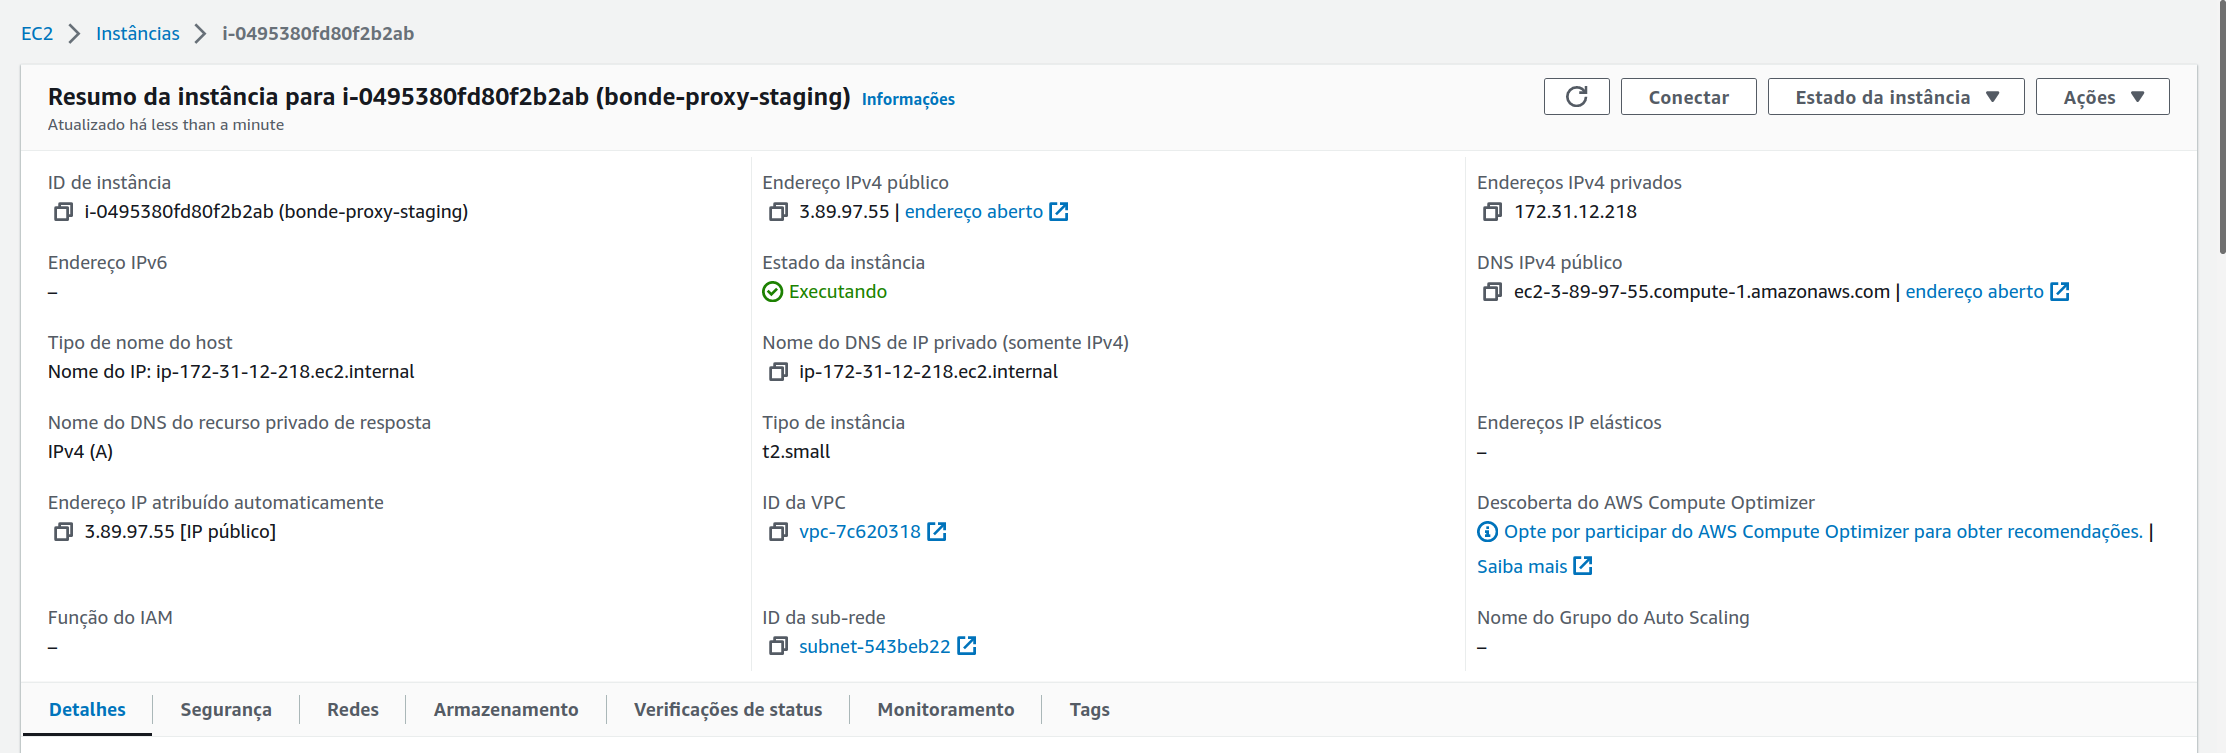 EC2 > Instâncias > i-0495380fd80f2b2ab
Resumo da instância para i-0495380fd80f2b2ab (bonde-proxy-staging) Informações
Atualizado há less than a minute
Conectar
Estado da instância
Ações
ID de instância
i-0495380fd80f2b2ab (bonde-proxy-staging)
Endereço IPv4 público
3.89.97.55 | endereço aberto
Endereços IPv4 privados
172.31.12.218
Endereço IPv6
–
Estado da instância
Executando
DNS IPv4 público
ec2-3-89-97-55.compute-1.amazonaws.com | endereço aberto
Tipo de nome do host
Nome do IP: ip-172-31-12-218.ec2.internal
Nome do DNS de IP privado (somente IPv4)
ip-172-31-12-218.ec2.internal
Nome do DNS do recurso privado de resposta
IPv4 (A)
Tipo de instância
t2.small
Endereços IP elásticos
–
Endereço IP atribuído automaticamente
3.89.97.55 [IP público]
ID da VPC
vpc-7c620318
Descoberta do AWS Compute Optimizer
Opte por participar do AWS Compute Optimizer para obter recomendações. |
Saiba mais
Função do IAM
–
ID da sub-rede
subnet-543beb22
Nome do Grupo do Auto Scaling
–
Detalhes
Segurança
Redes
Armazenamento
Verificações de status
Monitoramento
Tags